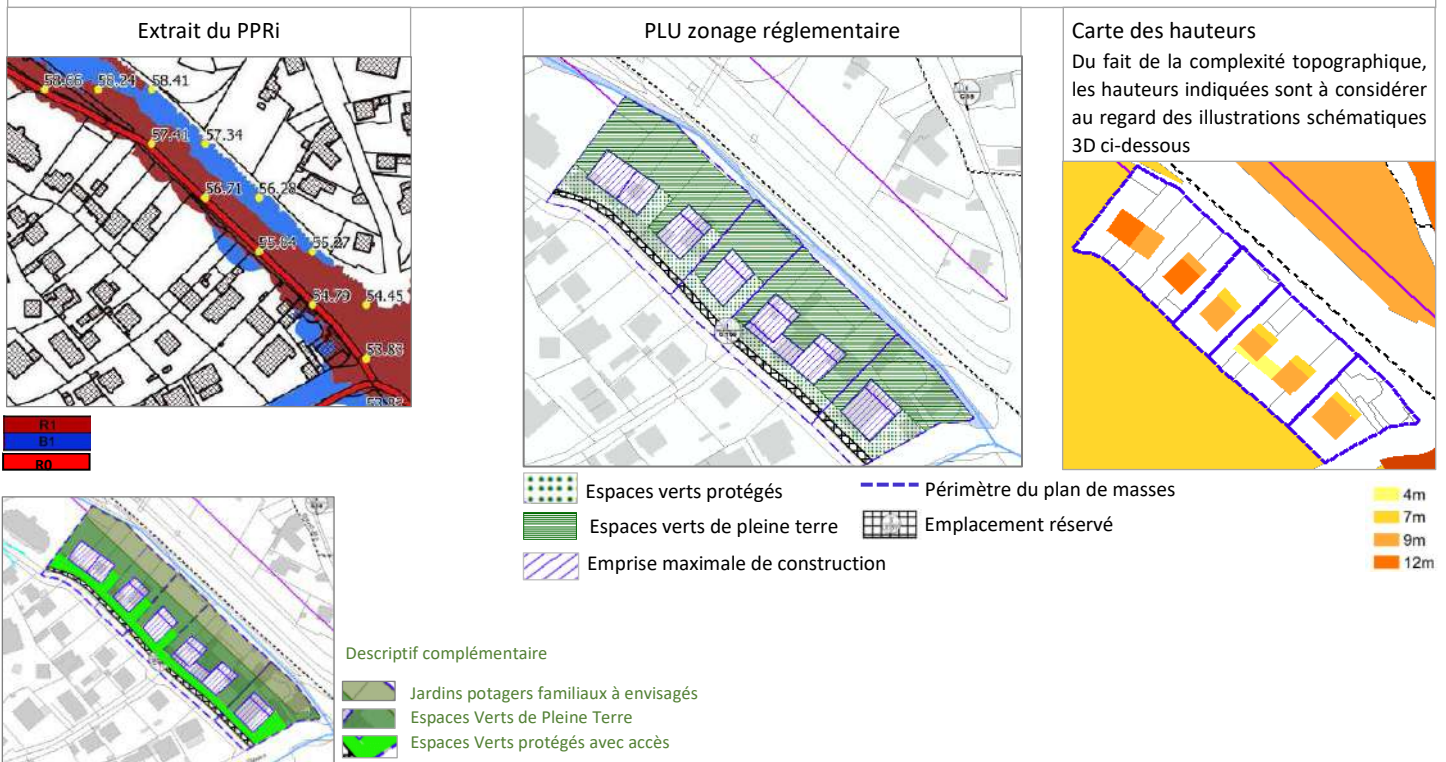 Extrait du PPRi
58.66 58.24 58.41
57.41 57.34
56.71 56.28
55.84 55.27
54.79 54.45
53.83
R1
B1
R0
PLU zonage réglementaire
Espaces verts protégés
Espaces verts de pleine terre
Emprise maximale de construction
Périmètre du plan de masses
Emplacement réservé
Carte des hauteurs
Du fait de la complexité topographique,
les hauteurs indiquées sont à considérer
au regard des illustrations schématiques
3D ci-dessous
4m
7m
9m
12m
Descriptif complémentaire
Jardins potagers familiaux à envisagés
Espaces Verts de Pleine Terre
Espaces Verts protégés avec accès